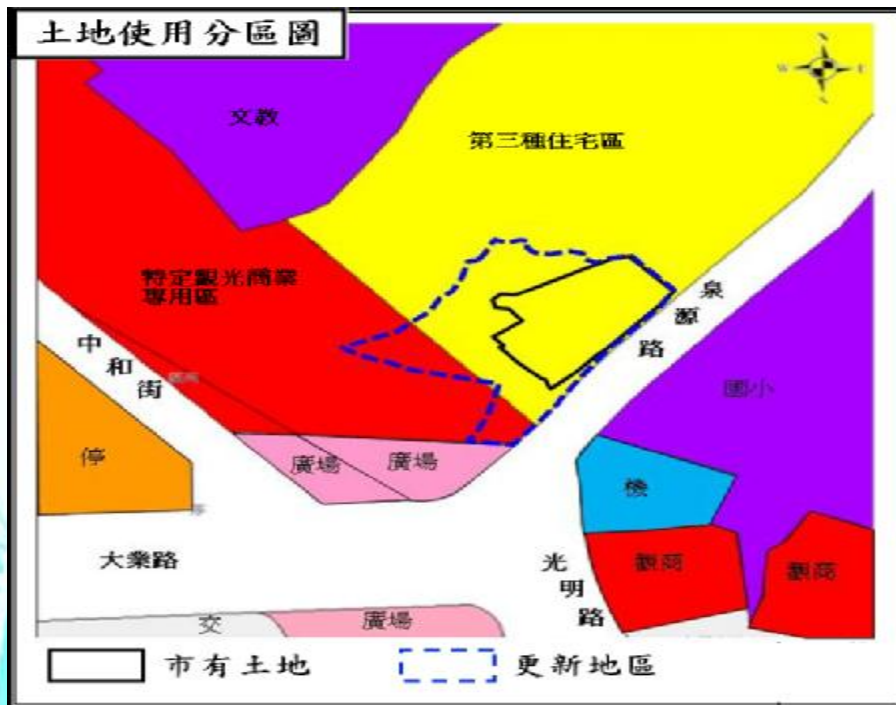 土地使用分區圖
文教
第三種住宅區
W E
特定觀光商業
專用區
泉源路
中和街
國小
停
廣場
廣場
機
觀商
觀商
大業路
光明路
交
廣場
市有土地
更新地區